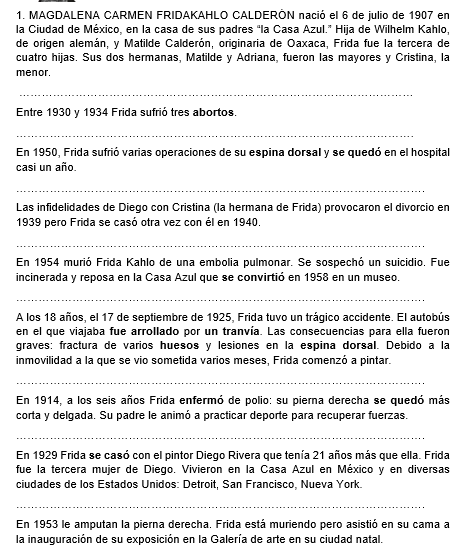 1. MAGDALENA CARMEN FRIDAKAHLO CALDERÓN nació el 6 de julio de 1907 en
la Ciudad de México, en la casa de sus padres “la Casa Azul.” Hija de Wilhelm Kahlo,
de origen alemán, y Matilde Calderón, originaria de Oaxaca, Frida fue la tercera de
cuatro hijas. Sus dos hermanas, Matilde y Adriana, fueron las mayores y Cristina, la
menor.
Entre 1930 y 1934 Frida sufrió tres abortos.
En 1950, Frida sufrió varias operaciones de su espina dorsal y se quedó en el hospital
casi un año.
Las infidelidades de Diego con Cristina (la hermana de Frida) provocaron el divorcio en
1939 pero Frida se casó otra vez con él en 1940.
En 1954 murió Frida Kahlo de una embolia pulmonar. Se sospechó un suicidio. Fue
incinerada y reposa en la Casa Azul que se convirtió en 1958 en un museo.
A los 18 años, el 17 de septiembre de 1925, Frida tuvo un trágico accidente. El autobús
en el que viajaba fue arrollado por un tranvía. Las consecuencias para ella fueron
graves: fractura de varios huesos y lesiones en la espina dorsal. Debido a la
inmovilidad a la que se vio sometida varios meses, Frida comenzó a pintar.
En 1914, a los seis años Frida enfermó de polio: su pierna derecha se quedó más
corta y delgada. Su padre le animó a practicar deporte para recuperar fuerzas.
En 1929 Frida se casó con el pintor Diego Rivera que tenía 21 años más que ella. Frida
fue la tercera mujer de Diego. Vivieron en la Casa Azul en México y en diversas
ciudades de los Estados Unidos: Detroit, San Francisco, Nueva York.
En 1953 le amputan la pierna derecha. Frida está muriendo pero asistió en su cama a
la inauguración de su exposición en la Galería de arte en su ciudad natal.